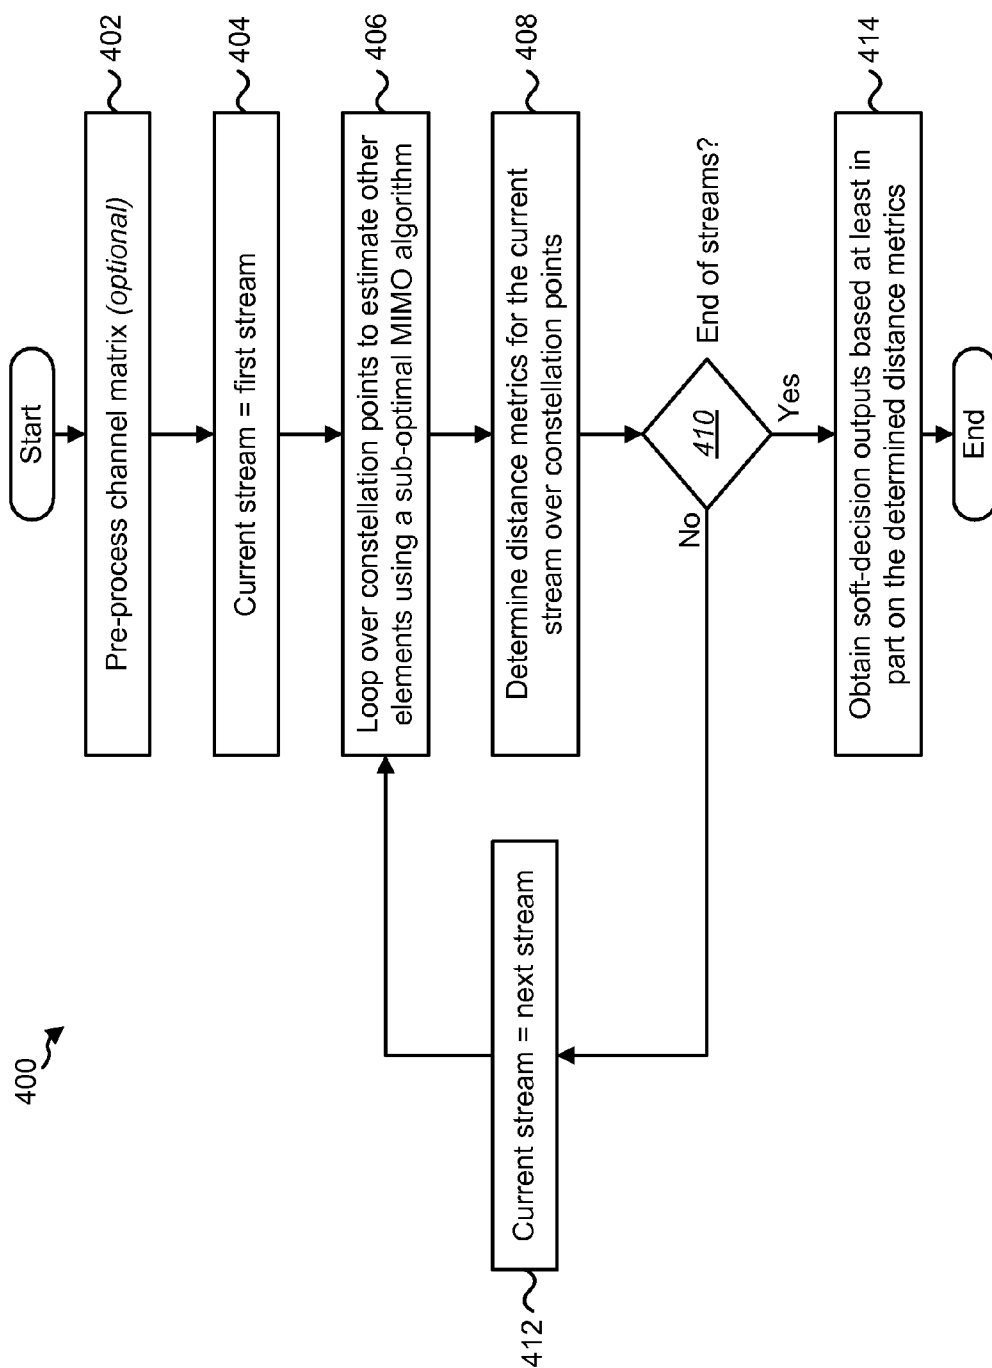 400
Start
Pre-process channel matrix (optional)
402
Current stream = first stream
404
Loop over constellation points to estimate other
elements using a sub-optimal MIMO algorithm
406
Determine distance metrics for the current
stream over constellation points
408
410
End of streams?
No
Yes
Current stream = next stream
412
Obtain soft-decision outputs based at least in
part on the determined distance metrics
414
End